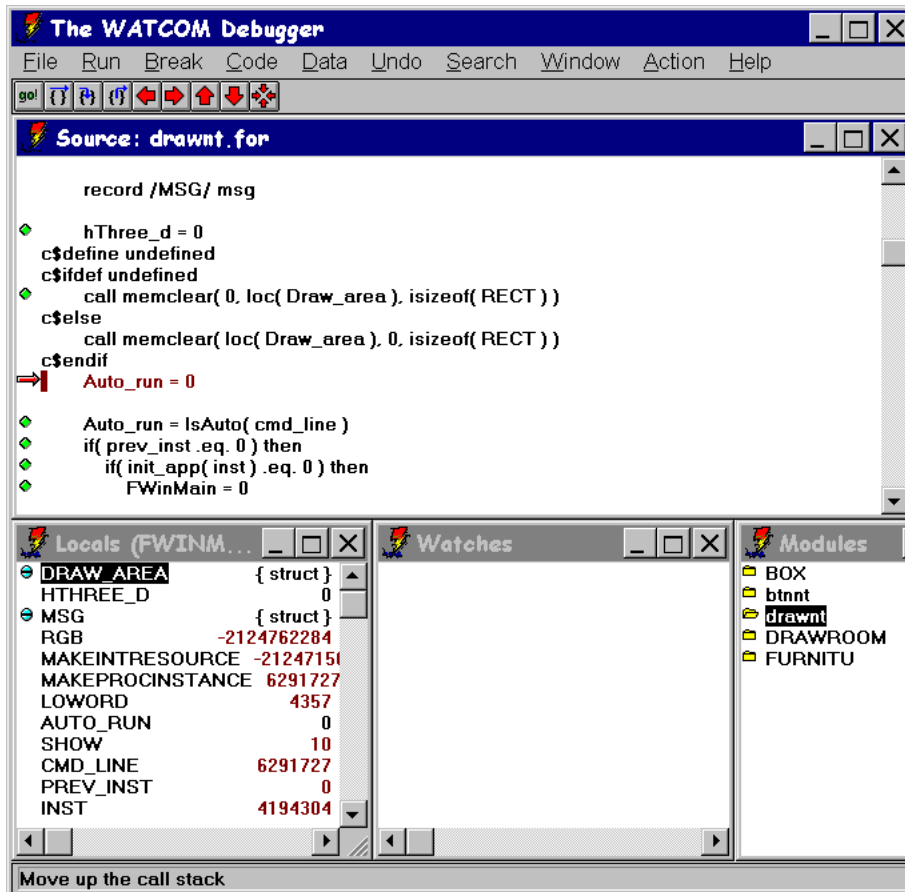 The WATCOM Debugger
File Run Break Code Data Undo Search Window Action Help
go!
Source: drawnt.for
record /MSG/ msg
hThree_d = 0
c$define undefined
c$ifdef undefined
call memclear( 0, loc( Draw_area ), isizeof( RECT ) )
c$else
call memclear( loc( Draw_area ), 0, isizeof( RECT ) )
c$endif
Auto_run = 0
Auto_run = IsAuto( cmd_line )
if( prev_inst .eq. 0 ) then
if( init_app( inst ) .eq. 0 ) then
FWinMain = 0
Locals (FWINM...
DRAW_AREA { struct }
HTHREE_D 0
MSG { struct }
RGB -2124762284
MAKEINTRESOURCE -2124715
MAKEPROCINSTANCE 6291727
LOWORD 4357
AUTO_RUN 0
SHOW 10
CMD_LINE 6291727
PREV_INST 0
INST 4194304
Watches
Modules
BOX
btnnt
drawnt
DRAWROOM
FURNITU
Move up the call stack